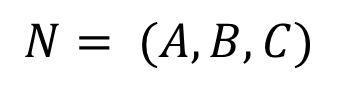 N = (A, B, C)